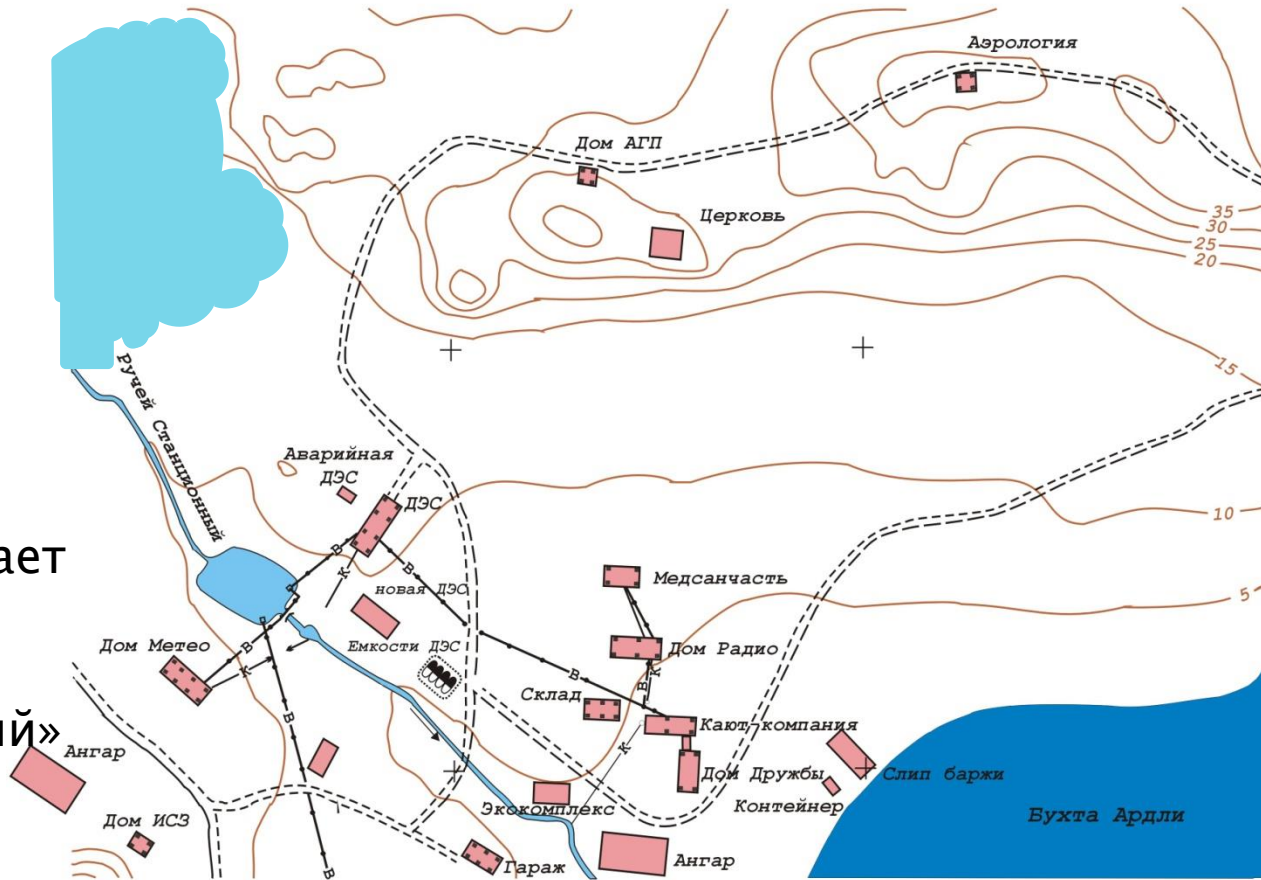 Аэрология
Дом АГП
Церковь
35
30
25
20
15
Ручей Станционный
Аварийная
ДЭС
ДЭС
10
ает
В
К
В
новая ДЭС
Медсанчасть
5
Дом Метео
В
К
Емкости ДЭС
Дом Радио
К
В
В
Склад
Кают-компания
В
К
ий»
Ангар
Дом Дружбы
Слип баржи
Контейнер
Экокомплекс
Бухта Ардли
Дом ИСЗ
Гараж
Ангар
В